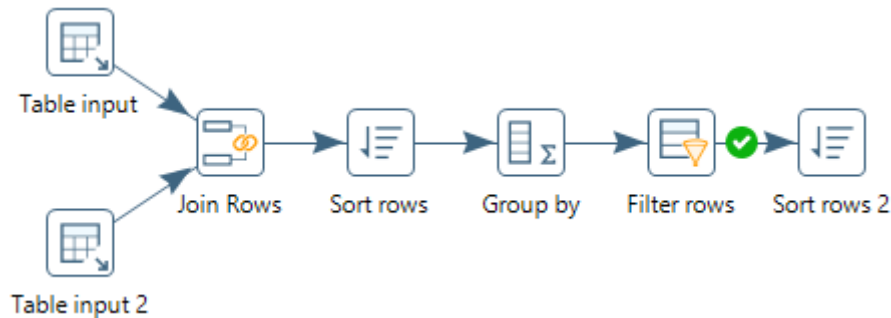 Table input
Join Rows
Sort rows
Group by
Σ
Filter rows
Sort rows 2
Table input 2